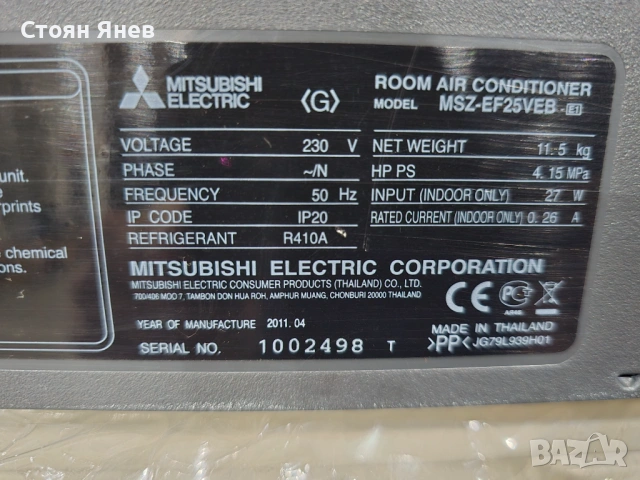 Стоян Янев
MITSUBISHI
ELECTRIC
⟨G⟩
ROOM AIR CONDITIONER
MODEL MSZ-EF25VEB - E1
VOLTAGE 230 V
PHASE ~/N
FREQUENCY 50 Hz
IP CODE IP20
REFRIGERANT R410A
NET WEIGHT 11.5 kg
HP PS 4.15 MPa
INPUT (INDOOR ONLY) 27 W
RATED CURRENT (INDOOR ONLY) 0.26 A
unit.
e
rprints
e chemical
ons.
MITSUBISHI ELECTRIC CORPORATION
MITSUBISHI ELECTRIC CONSUMER PRODUCTS (THAILAND) CO., LTD.
700/406 MOO 7, TAMBON DON HUA ROH, AMPHUR MUANG, CHONBURI 20000 THAILAND
CE
YEAR OF MANUFACTURE 2011.04
SERIAL NO. 1002498 T
MADE IN THAILAND
>PP< JG79L939H01
BAZAR